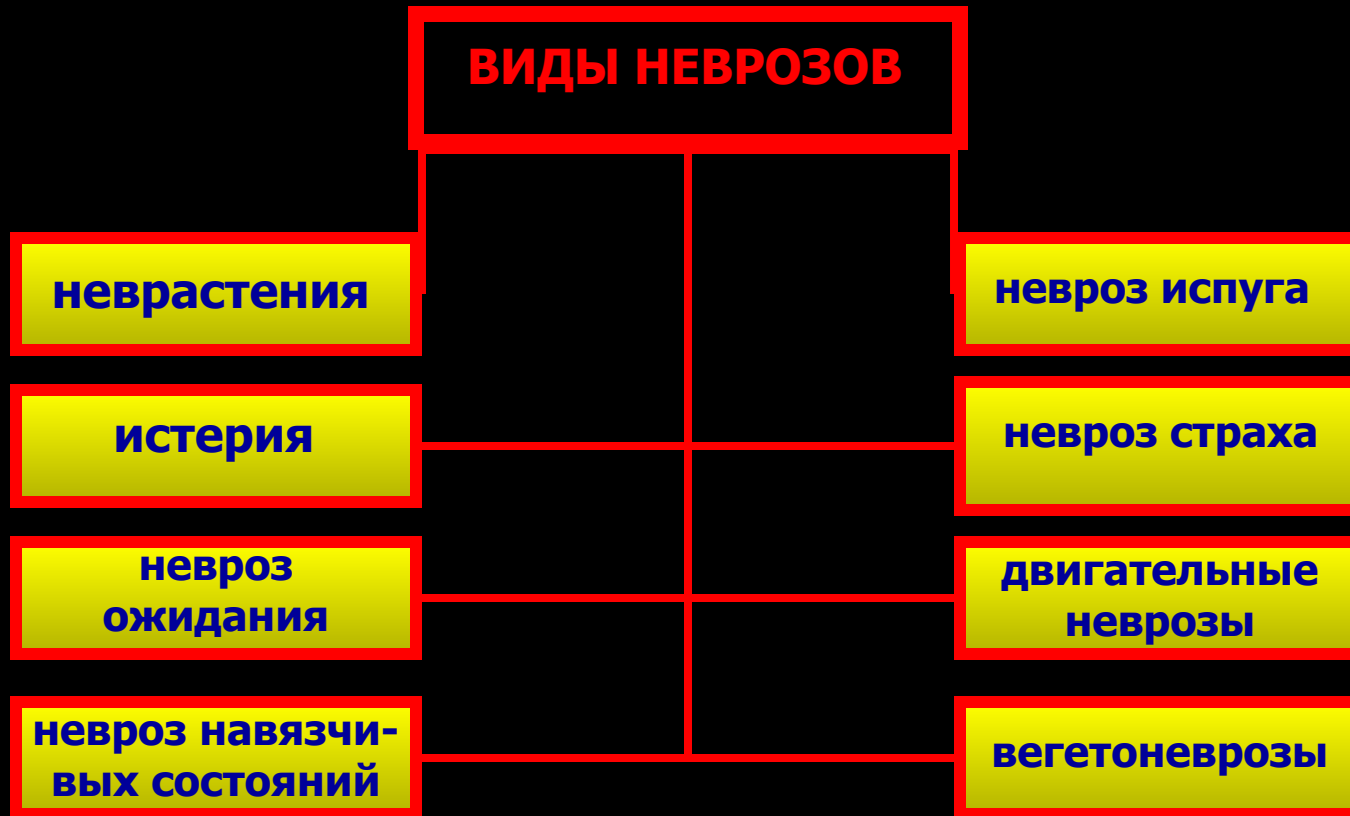 ВИДЫ НЕВРОЗОВ
неврастения
невроз испуга
истерия
невроз страха
невроз
ожидания
двигательные
неврозы
невроз навязчи-
вых состояний
вегетоневрозы